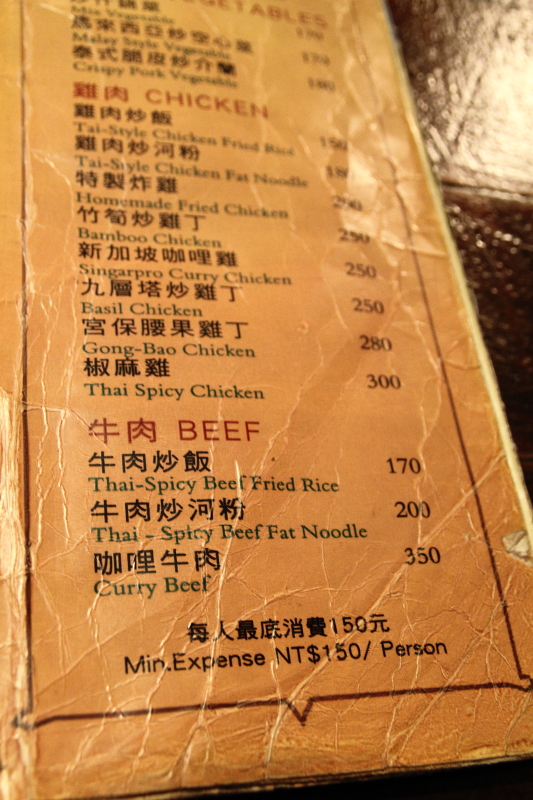 VEGETABLES
Vegetable 170
馬來西亞炒空心菜
Malay Style Vegetable 170
泰式脆皮炒介蘭
Crispy Pork Vegetable 180
雞肉 CHICKEN
雞肉炒飯
Tai-Style Chicken Fried Rice 150
雞肉炒河粉
Tai-Style Chicken Fat Noodle 180
特製炸雞
Homemade Fried Chicken 200
竹筍炒雞丁
Bamboo Chicken 250
新加坡咖哩雞
Singarpro Curry Chicken 250
九層塔炒雞丁
Basil Chicken 250
宮保腰果雞丁
Gong-Bao Chicken 280
椒麻雞
Thai Spicy Chicken 300
牛肉 BEEF
牛肉炒飯 170
Thai-Spicy Beef Fried Rice
牛肉炒河粉 200
Thai - Spicy Beef Fat Noodle
咖哩牛肉 350
Curry Beef
每人最底消費150元
Min.Expense NT$150/ Person